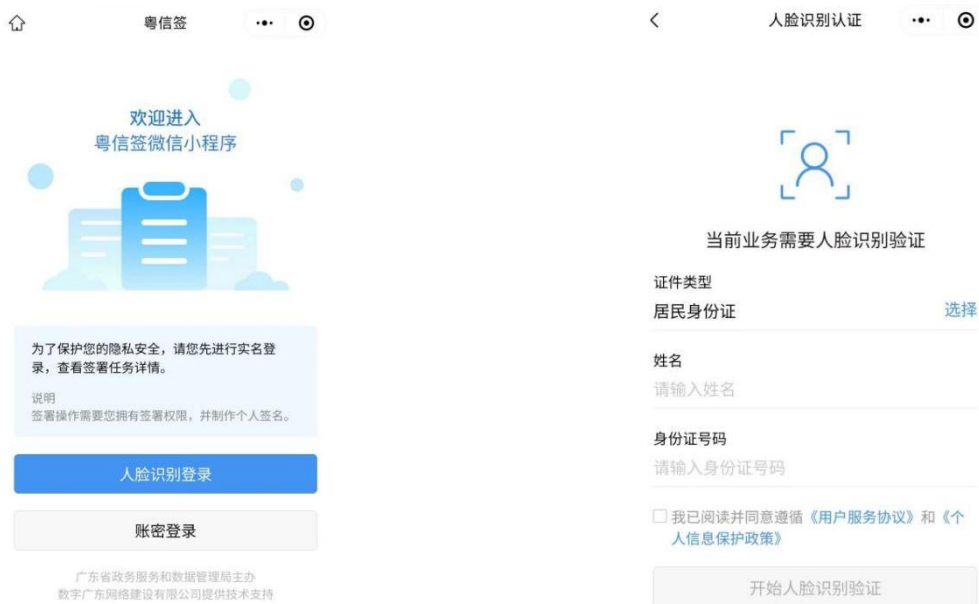 粤信签
欢迎进入
粤信签微信小程序
为了保护您的隐私安全，请您先进行实名登
录，查看签署任务详情。
说明
签署操作需要您拥有签署权限，并制作个人签名。
人脸识别登录
账密登录
广东省政务服务和数据管理局主办
数字广东网络建设有限公司提供技术支持
人脸识别认证
当前业务需要人脸识别验证
证件类型
居民身份证 选择
姓名
请输入姓名
身份证号码
请输入身份证号码
我已阅读并同意遵循《用户服务协议》和《个
人信息保护政策》
开始人脸识别验证